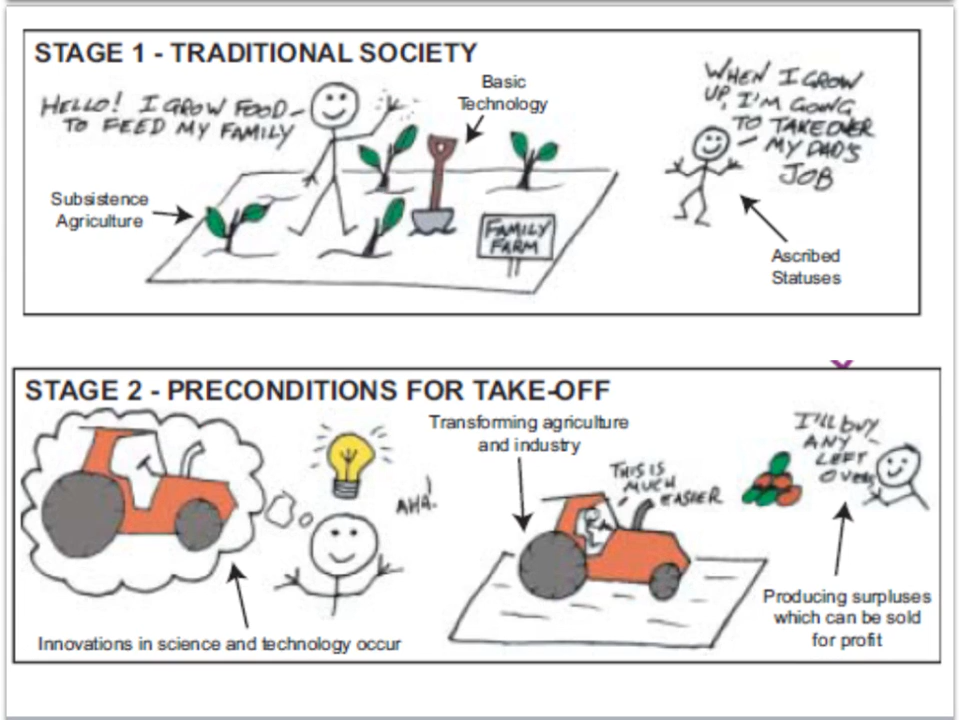 STAGE 1 - TRADITIONAL SOCIETY
HELLO! I GROW FOOD
TO FEED MY FAMILY
Basic
Technology
WHEN I GROW
UP, I'M GOING
TO TAKEOVER
MY DAD'S
JOB
Subsistence
Agriculture
FAMILY
FARM
Ascribed
Statuses
STAGE 2 - PRECONDITIONS FOR TAKE-OFF
AHA!
Innovations in science and technology occur
Transforming agriculture
and industry
THIS IS
MUCH
EASIER
I'LL BUY
ANY
LEFT
OVERS
Producing surpluses
which can be sold
for profit